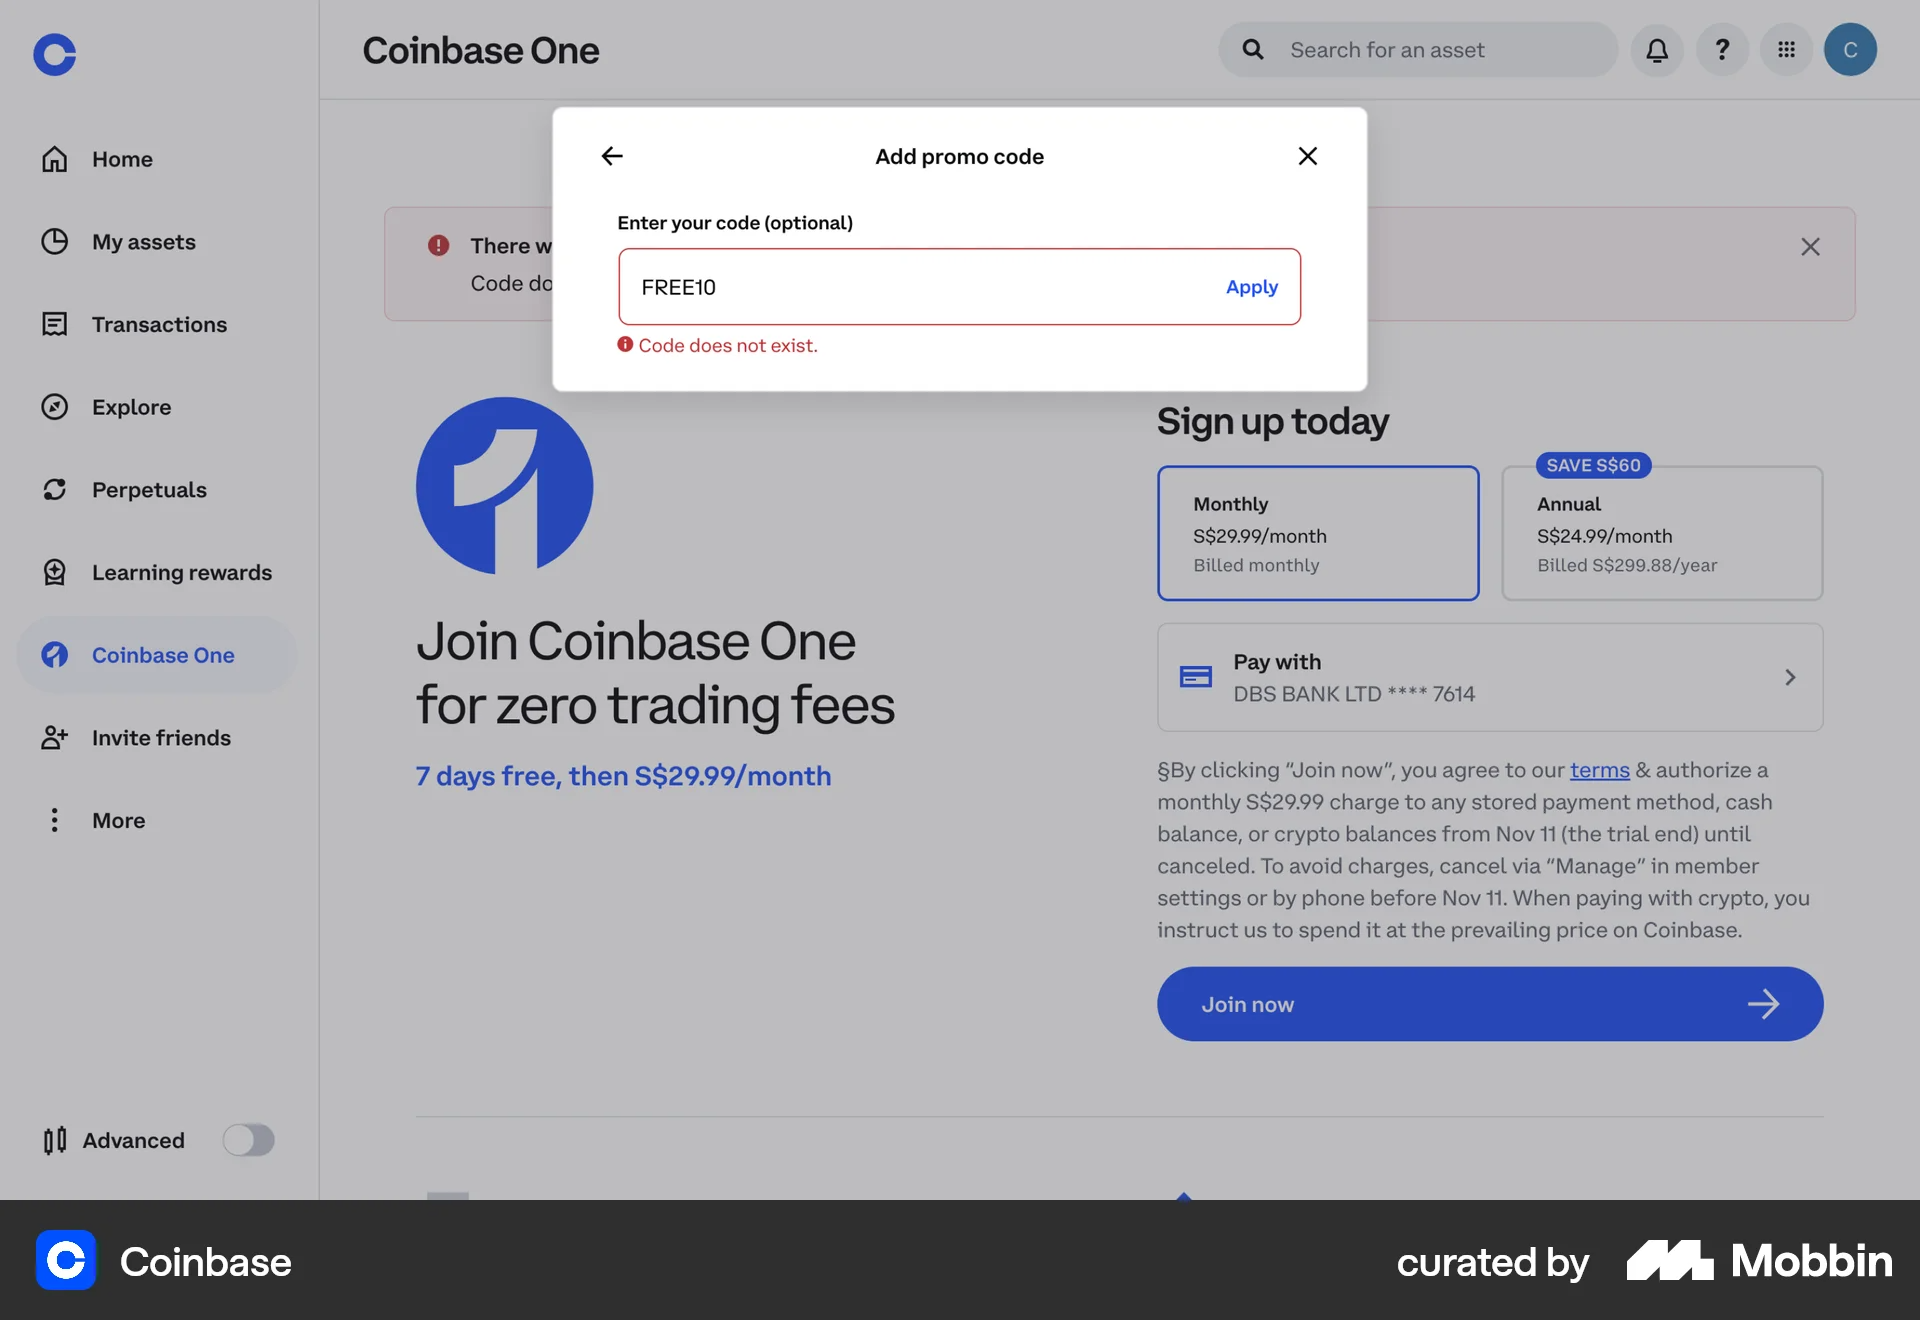 Coinbase One
Search for an asset
C
Home
My assets
Transactions
Explore
Perpetuals
Learning rewards
Coinbase One
Invite friends
More
Advanced
Add promo code
Enter your code (optional)
FREE10
Apply
Code does not exist.
There w
Code do
Join Coinbase One
for zero trading fees
7 days free, then S$29.99/month
Sign up today
Monthly
S$29.99/month
Billed monthly
SAVE S$60
Annual
S$24.99/month
Billed S$299.88/year
Pay with
DBS BANK LTD **** 7614
§By clicking “Join now”, you agree to our terms & authorize a
monthly S$29.99 charge to any stored payment method, cash
balance, or crypto balances from Nov 11 (the trial end) until
canceled. To avoid charges, cancel via “Manage” in member
settings or by phone before Nov 11. When paying with crypto, you
instruct us to spend it at the prevailing price on Coinbase.
Join now
Coinbase
curated by Mobbin